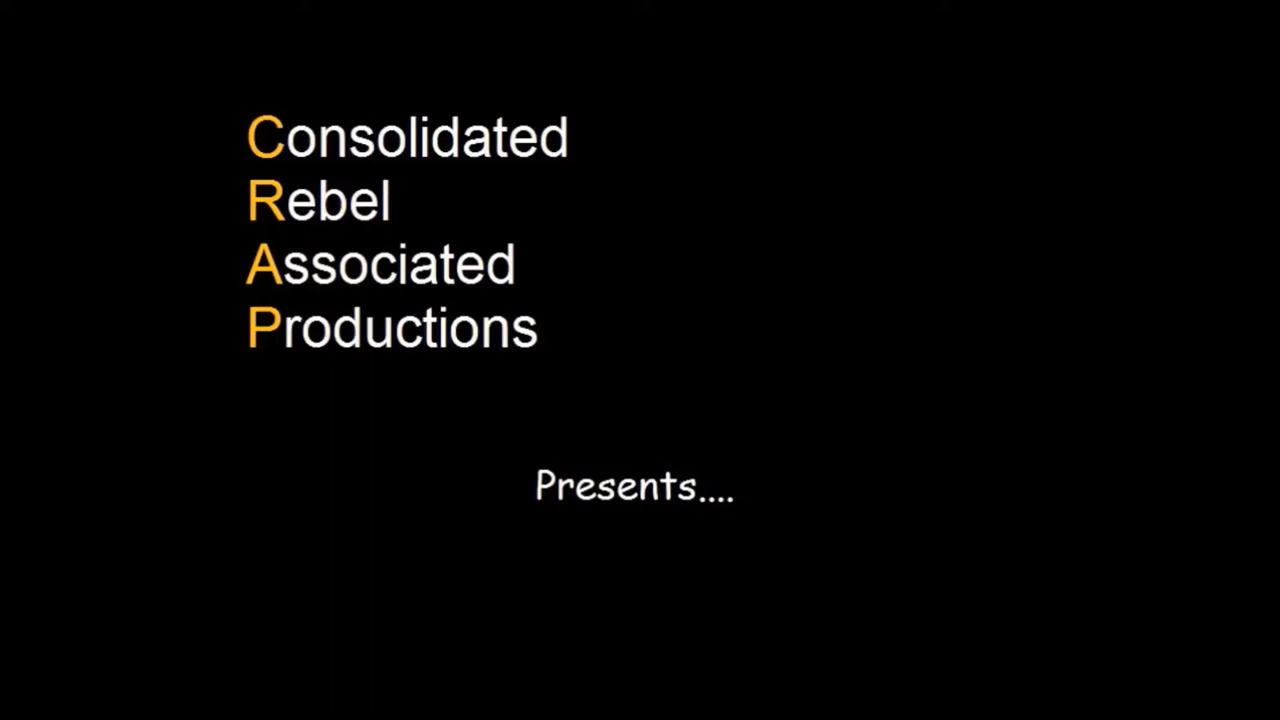 Consolidated
Rebel
Associated
Productions
Presents....